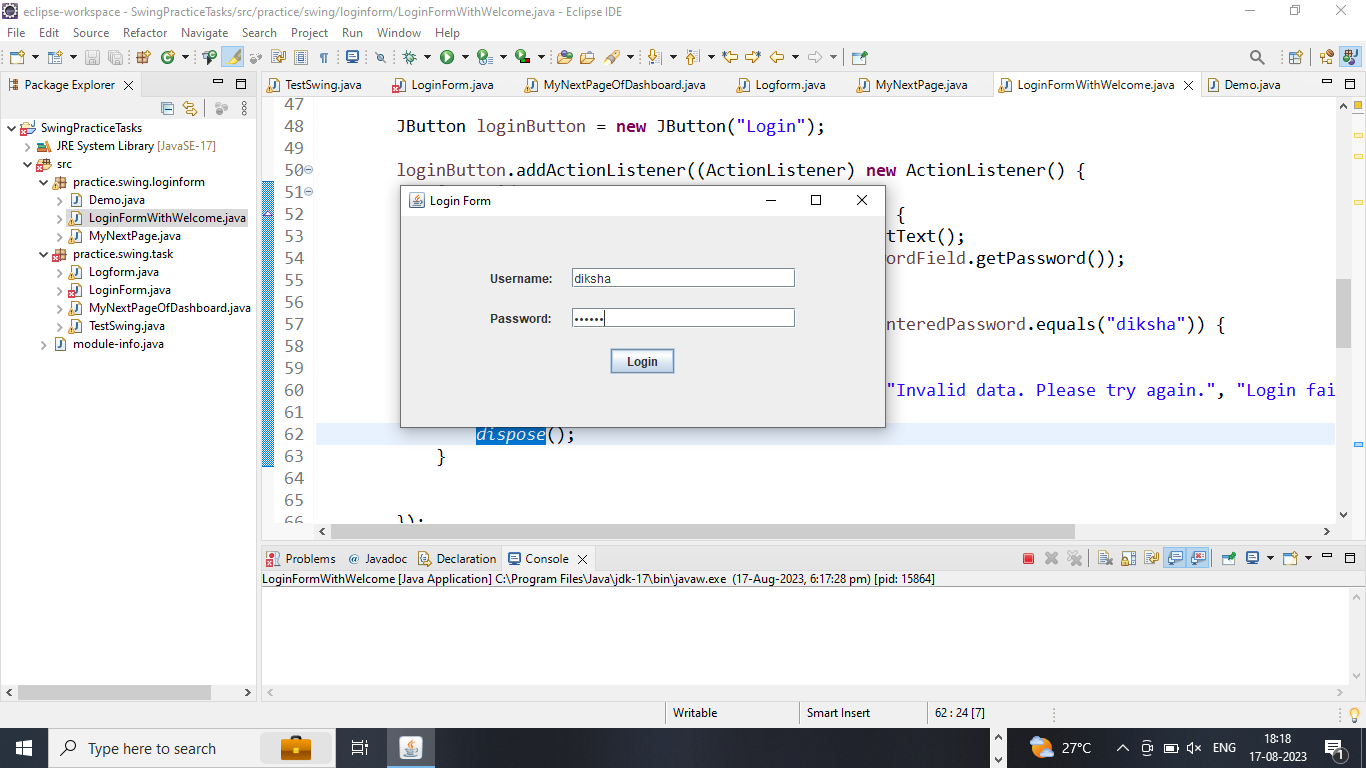 eclipse-workspace - SwingPracticeTasks/src/practice/swing/loginform/LoginFormWithWelcome.java - Eclipse IDE
File Edit Source Refactor Navigate Search Project Run Window Help
Package Explorer
SwingPracticeTasks
JRE System Library [JavaSE-17]
src
practice.swing.loginform
Demo.java
LoginFormWithWelcome.java
MyNextPage.java
practice.swing.task
Logform.java
LoginForm.java
MyNextPageOfDashboard.java
TestSwing.java
module-info.java
TestSwing.java LoginForm.java MyNextPageOfDashboard.java Logform.java MyNextPage.java LoginFormWithWelcome.java Demo.java
47
48 JButton loginButton = new JButton("Login");
49
50 loginButton.addActionListener((ActionListener) new ActionListener() {
51
52 {
53 tText();
54 ordField.getPassword());
55
56
57 nteredPassword.equals("diksha")) {
58
59
60 "Invalid data. Please try again.", "Login fai
61
62 dispose();
63 }
64
65
66 });
Login Form
Username: diksha
Password: ••••••
Login
Problems @ Javadoc Declaration Console
LoginFormWithWelcome [Java Application] C:\Program Files\Java\jdk-17\bin\javaw.exe (17-Aug-2023, 6:17:28 pm) [pid: 15864]
Writable Smart Insert 62 : 24 [7]
Type here to search
27°C ENG
18:18
17-08-2023
1